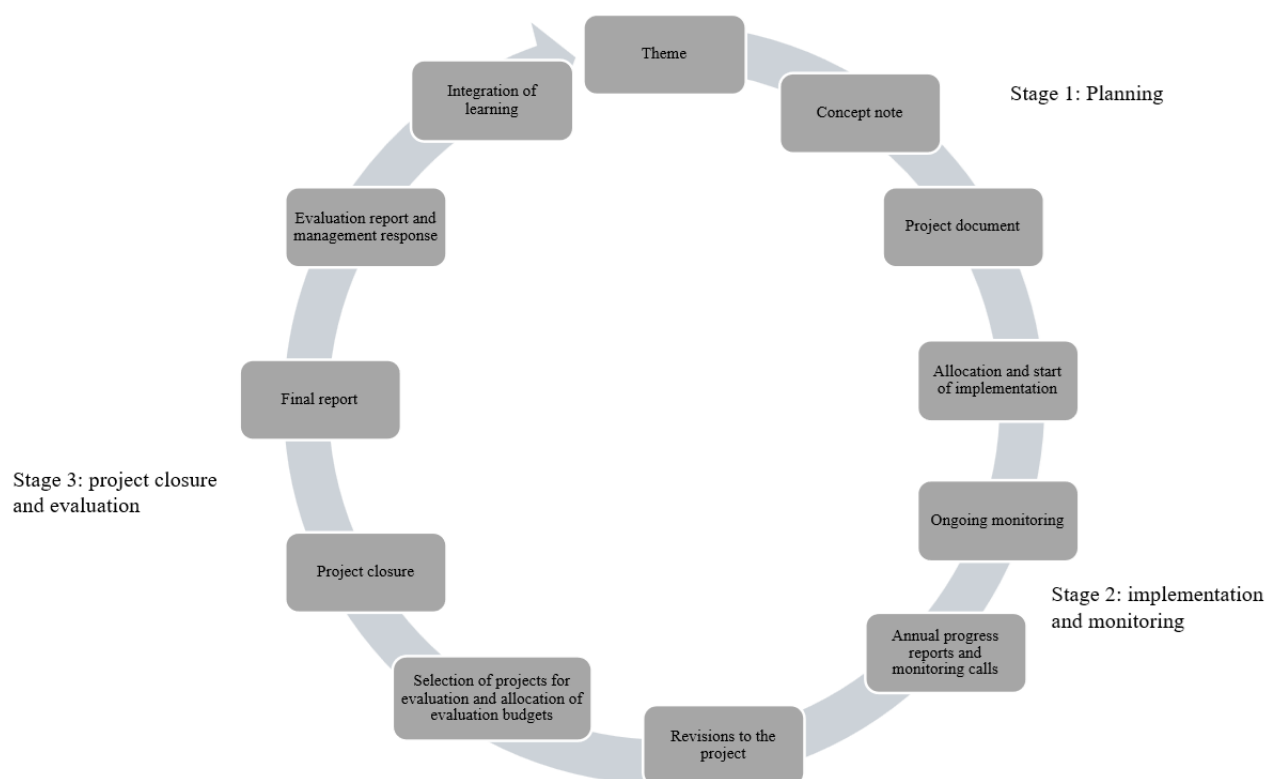 Theme
Concept note
Stage 1: Planning
Project document
Allocation and start
of implementation
Ongoing monitoring
Stage 2: implementation
and monitoring
Annual progress
reports and
monitoring calls
Revisions to the
project
Selection of projects for
evaluation and allocation of
evaluation budgets
Project closure
Stage 3: project closure
and evaluation
Final report
Evaluation report and
management response
Integration of
learning